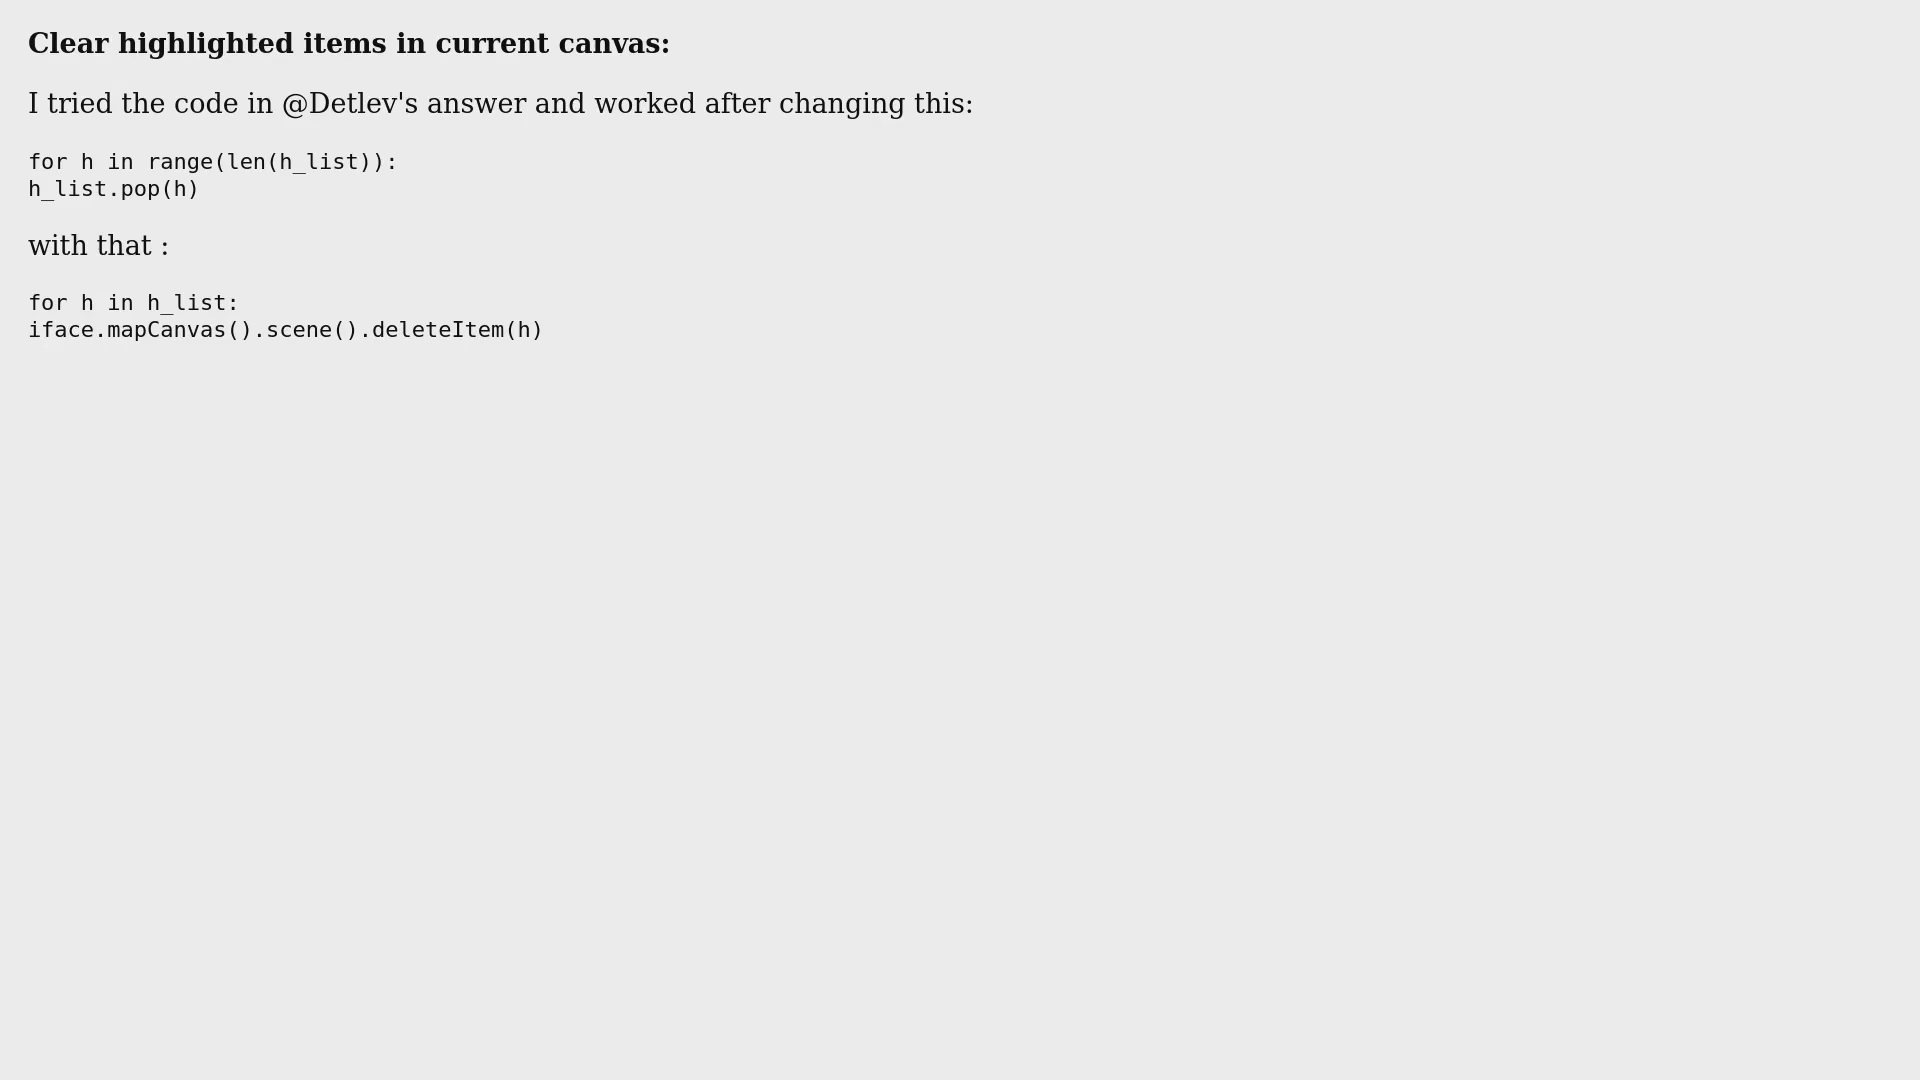 Clear highlighted items in current canvas:
I tried the code in @Detlev's answer and worked after changing this:
for h in range(len(h_list)):
h_list.pop(h)
with that :
for h in h_list:
iface.mapCanvas().scene().deleteItem(h)